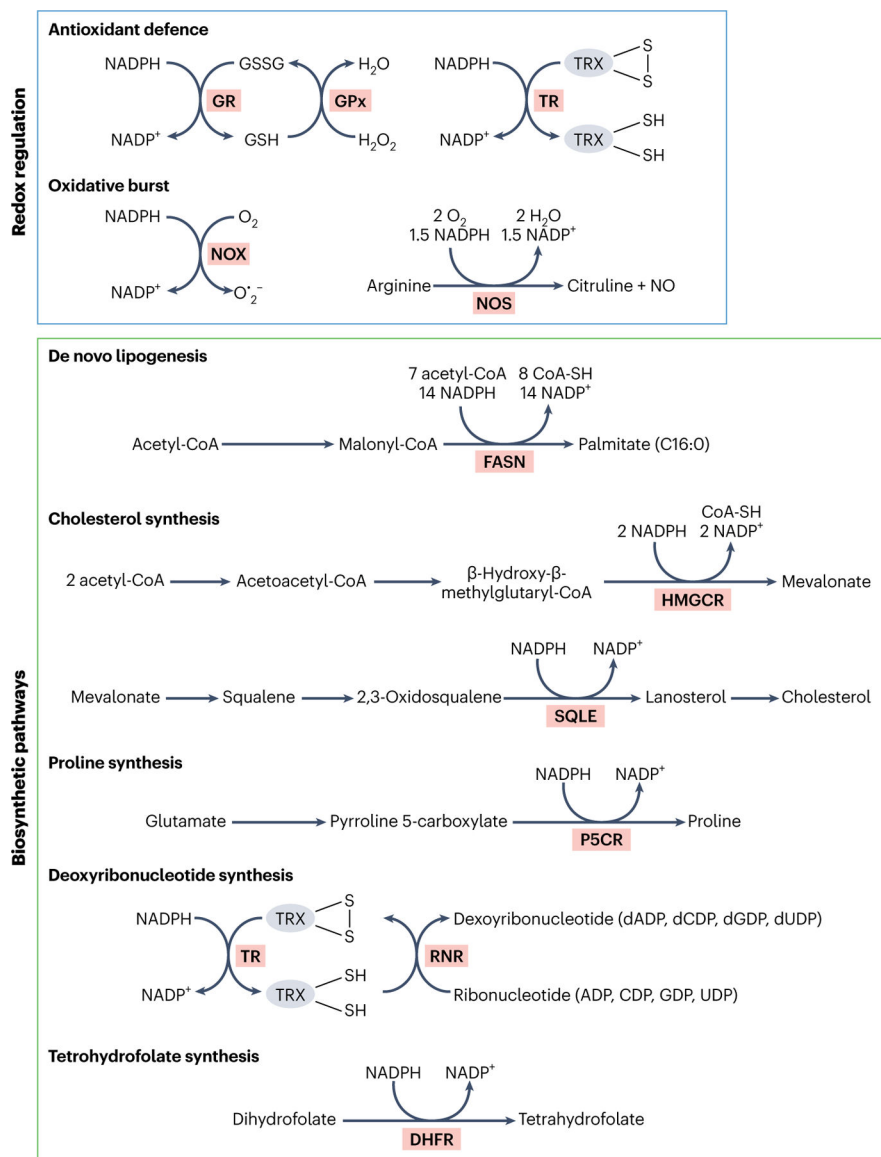 Redox regulation
Antioxidant defence
NADPH
GSSG
H₂O
GR
GPx
NADP⁺
GSH
H₂O₂
NADPH
TRX
S
S
TR
NADP⁺
TRX
SH
SH
Oxidative burst
NADPH
O₂
NOX
NADP⁺
O₂•⁻
2 O₂
1.5 NADPH
2 H₂O
1.5 NADP⁺
Arginine
NOS
Citruline + NO
Biosynthetic pathways
De novo lipogenesis
7 acetyl-CoA
14 NADPH
8 CoA-SH
14 NADP⁺
Acetyl-CoA
Malonyl-CoA
FASN
Palmitate (C16:0)
Cholesterol synthesis
2 NADPH
CoA-SH
2 NADP⁺
2 acetyl-CoA
Acetoacetyl-CoA
β-Hydroxy-β-
methylglutaryl-CoA
HMGCR
Mevalonate
NADPH
NADP⁺
Mevalonate
Squalene
2,3-Oxidosqualene
SQLE
Lanosterol
Cholesterol
Proline synthesis
NADPH
NADP⁺
Glutamate
Pyrroline 5-carboxylate
P5CR
Proline
Deoxyribonucleotide synthesis
NADPH
TRX
S
S
TR
NADP⁺
TRX
SH
SH
Dexoyribonucleotide (dADP, dCDP, dGDP, dUDP)
RNR
Ribonucleotide (ADP, CDP, GDP, UDP)
Tetrohydrofolate synthesis
NADPH
NADP⁺
Dihydrofolate
DHFR
Tetrahydrofolate